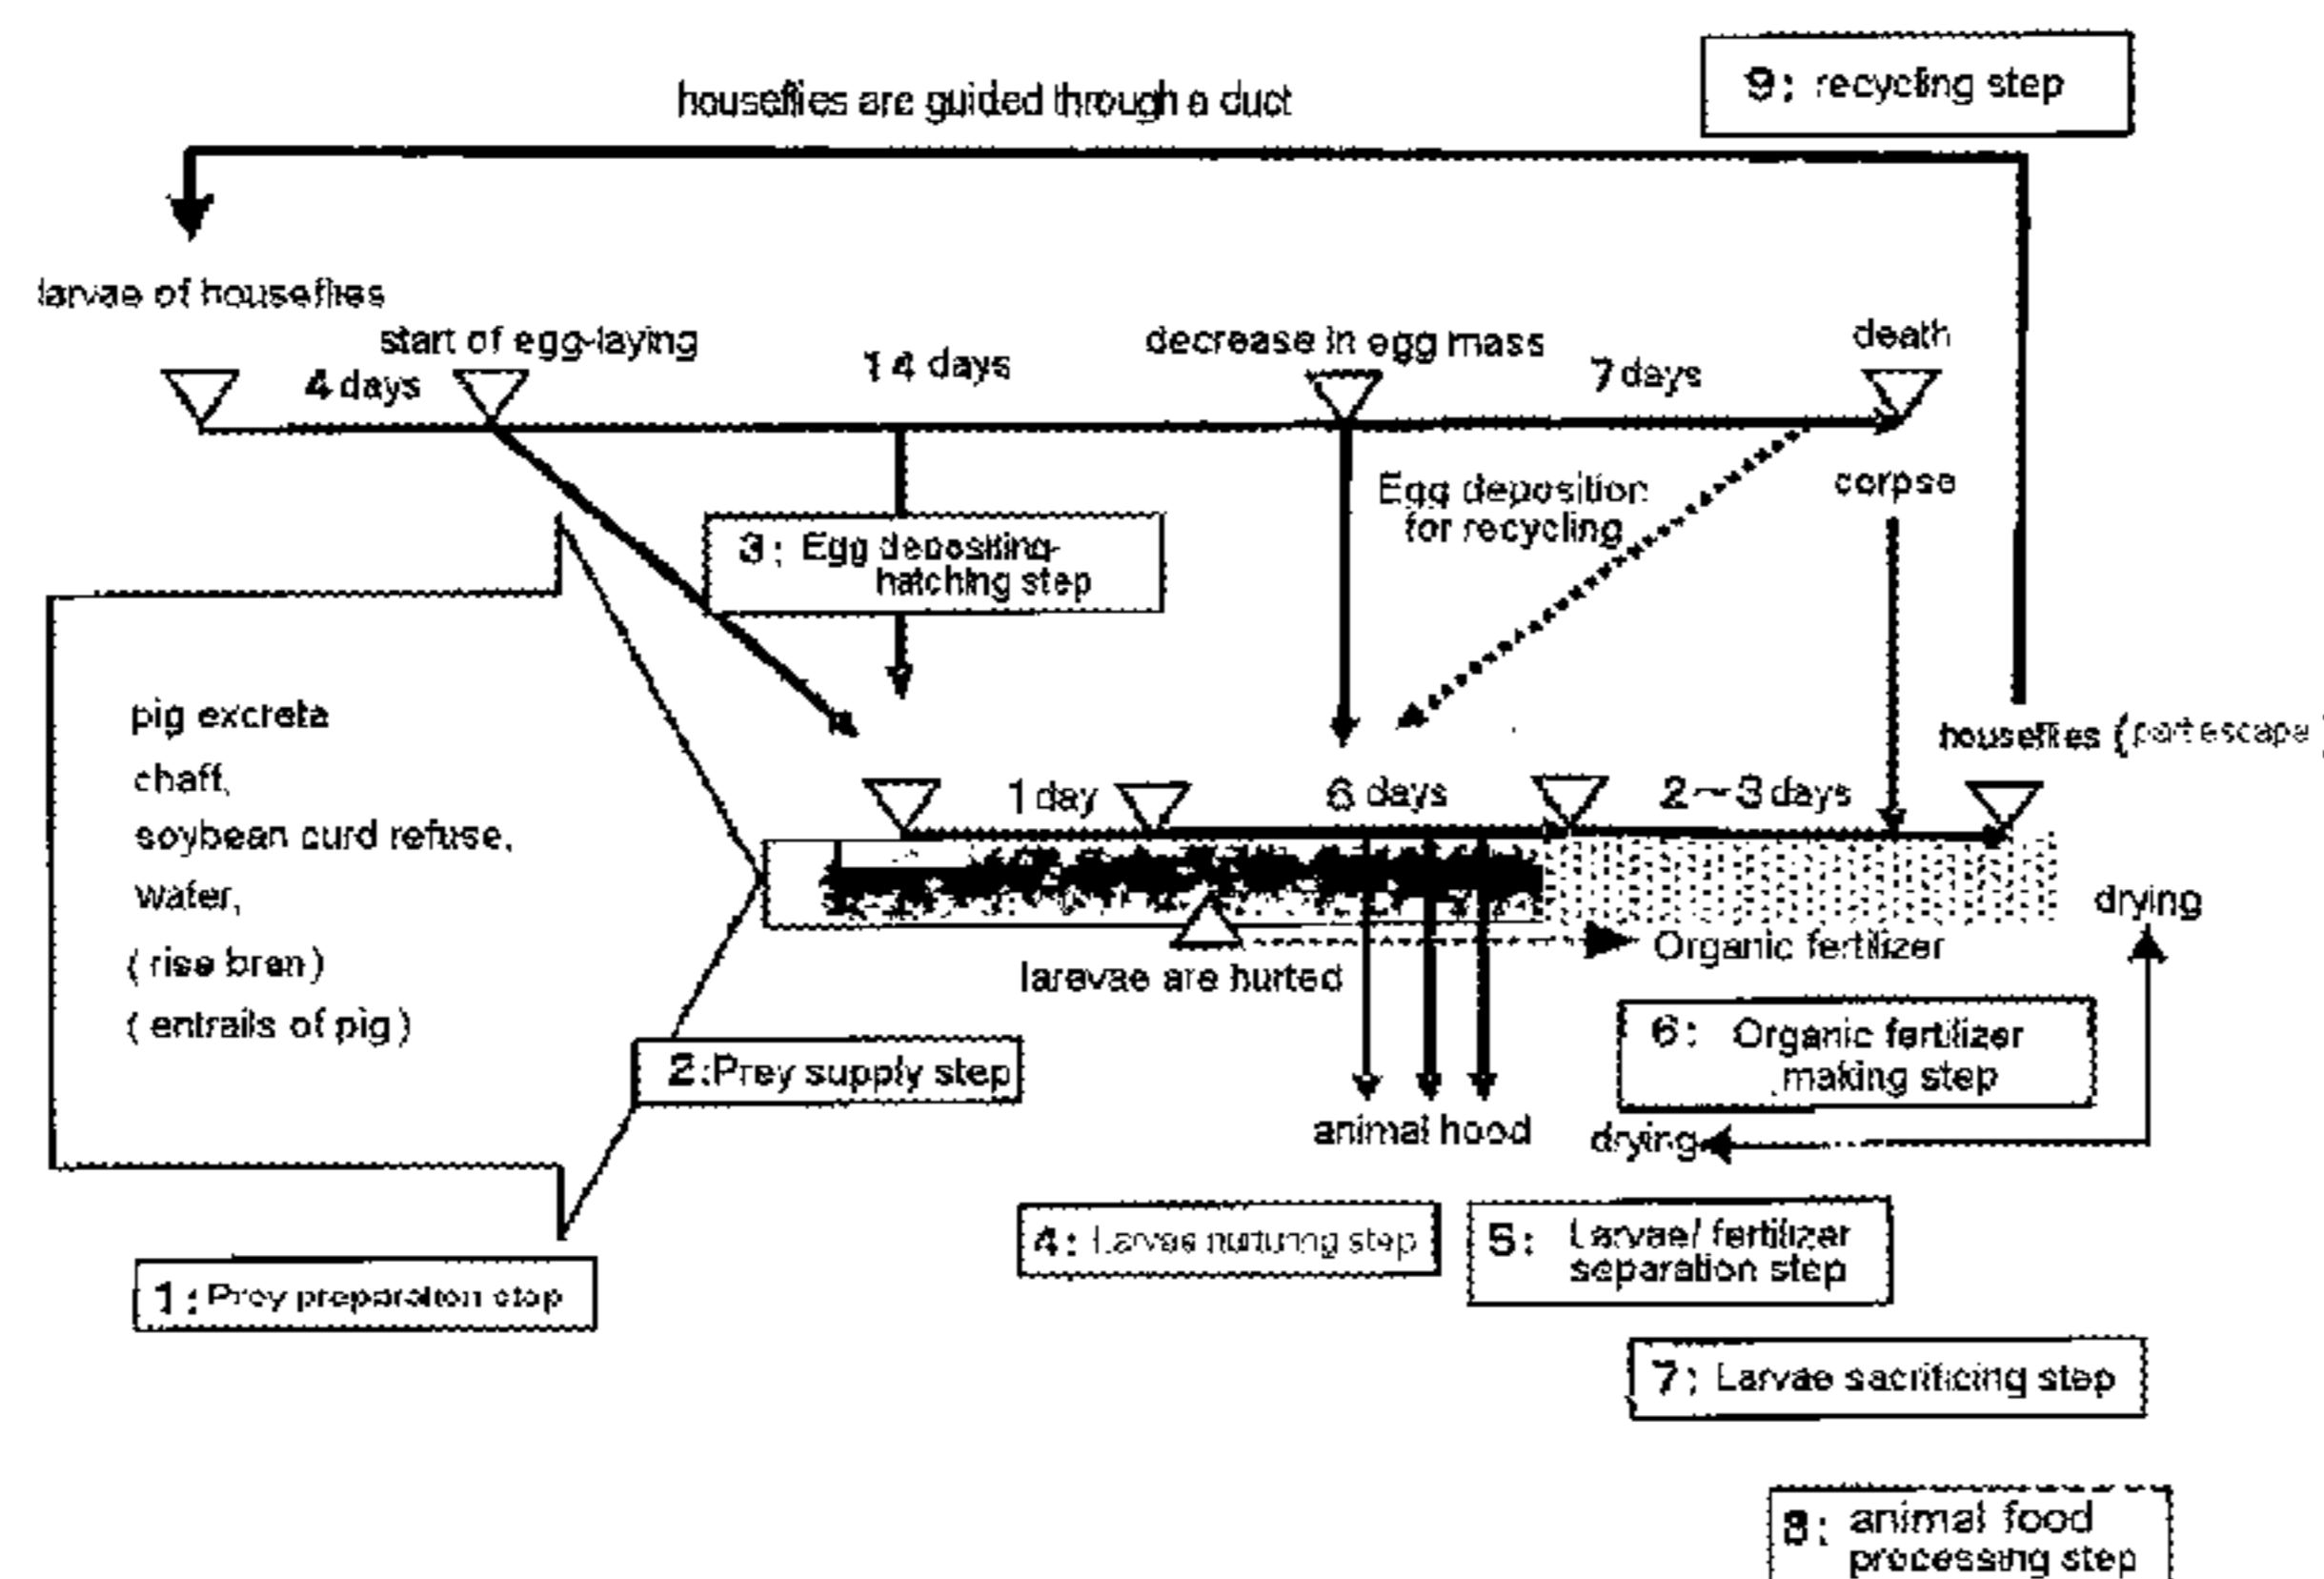 9: recycling step
houseflies are guided through a duct
larvae of houseflies
start of egg-laying
decrease in egg mass
death
4 days
14 days
7 days
corpse
Egg deposition
for recycling
3: Egg depositing-
hatching step
pig excreta
chaff,
soybean curd refuse,
water,
(rise bran)
(entrails of pig)
houseflies (part escape)
1 day
6 days
2~3 days
drying
Organic fertilizer
larevae are hurted
6: Organic fertilizer
making step
2:Prey supply step
animal hood
drying
4: Larvae nurturing step
5: Larvae/ fertilizer
separation step
1: Prey preparation step
7: Larvae sacrificing step
8: animal food
processing step